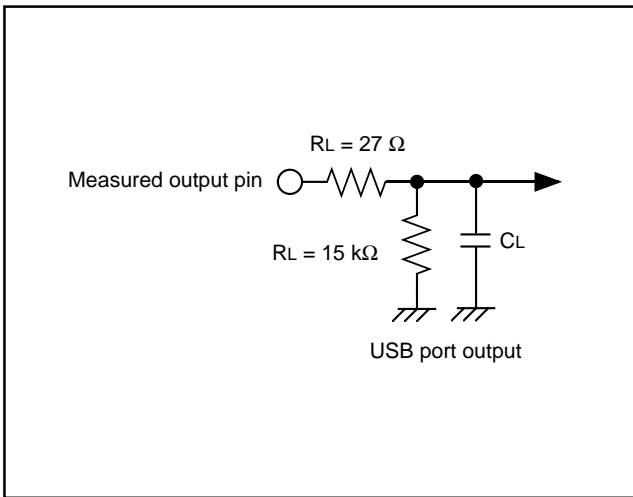 RL = 27 Ω
Measured output pin
RL = 15 kΩ
CL
USB port output